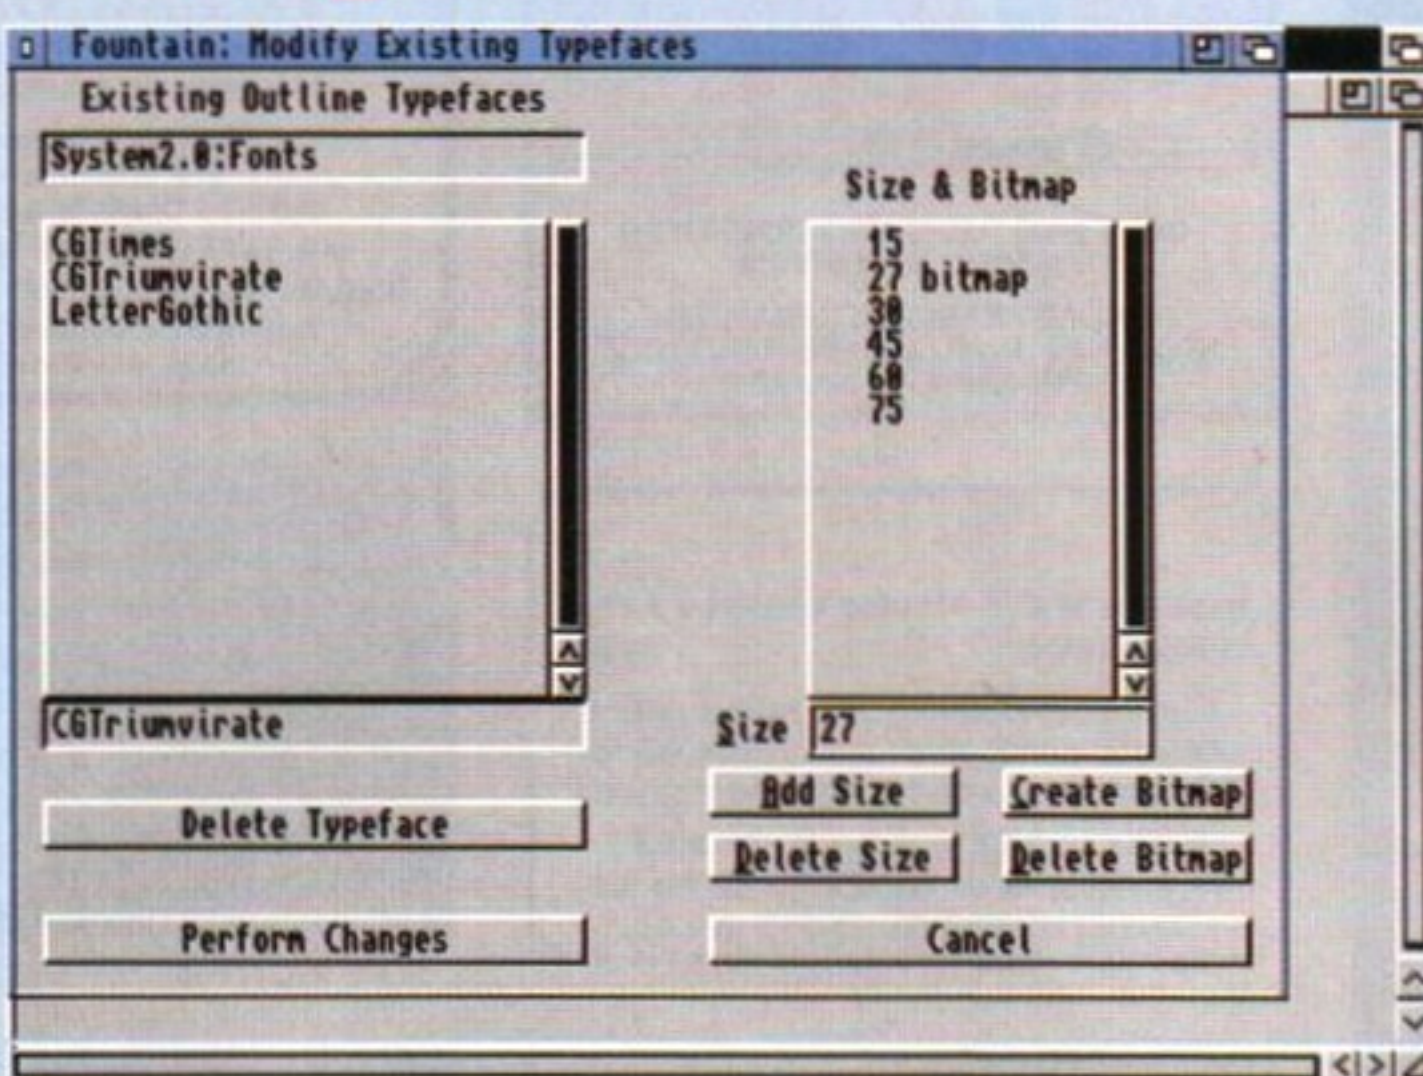 Fountain: Modify Existing Typefaces
Existing Outline Typefaces
System2.0:Fonts
CGTimes
CGTriumvirate
LetterGothic
CGTriumvirate
Delete Typeface
Perform Changes
Size & Bitmap
15
27 bitmap
30
45
60
75
Size 27
Add Size
Create Bitmap
Delete Size
Delete Bitmap
Cancel